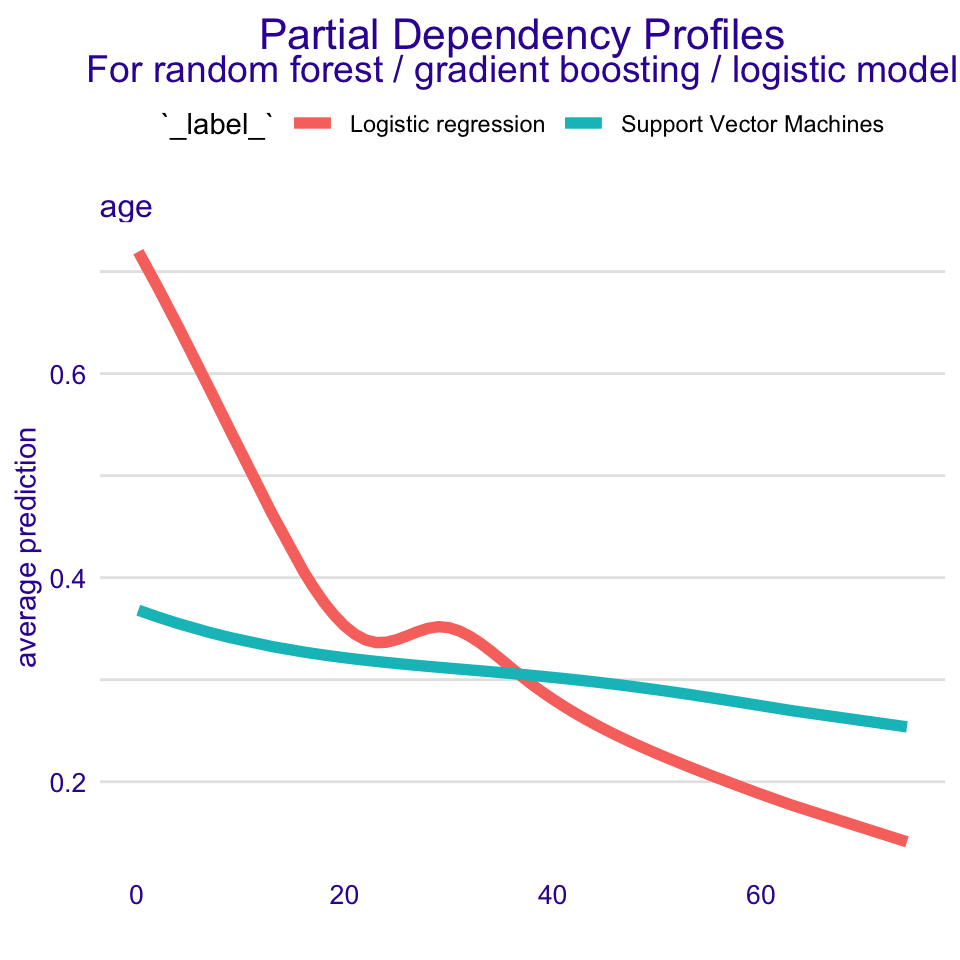 Partial Dependency Profiles
For random forest / gradient boosting / logistic model
`_label_` Logistic regression Support Vector Machines
age
average prediction
0.6
0.4
0.2
0 20 40 60